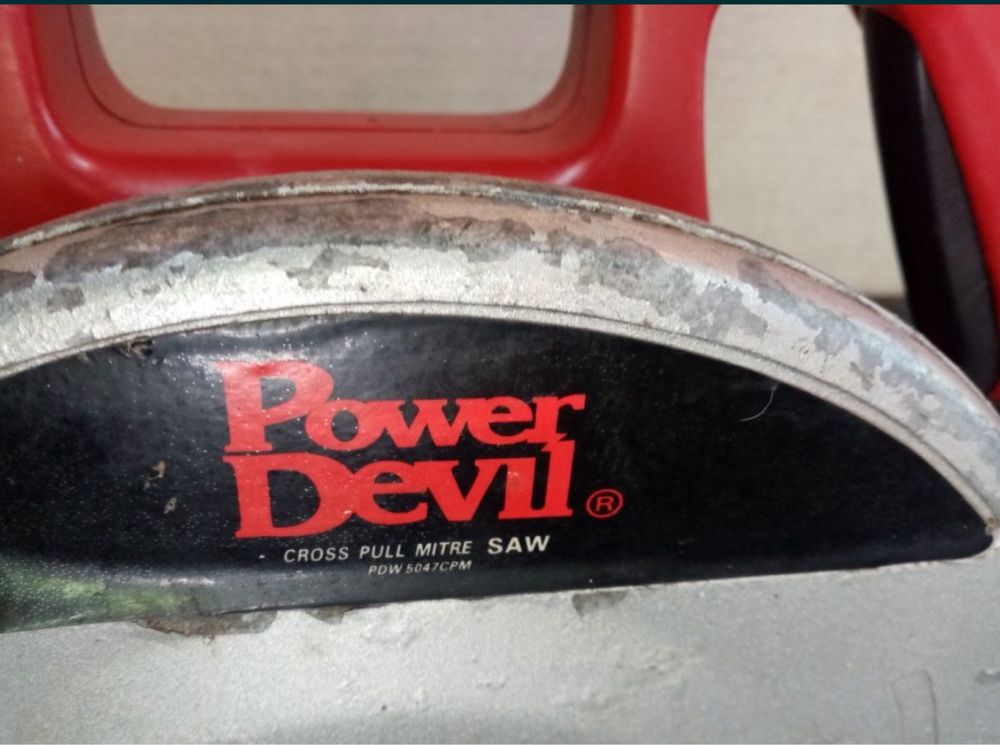 Power
Devil ®
CROSS PULL MITRE SAW
PDW 5047CPM